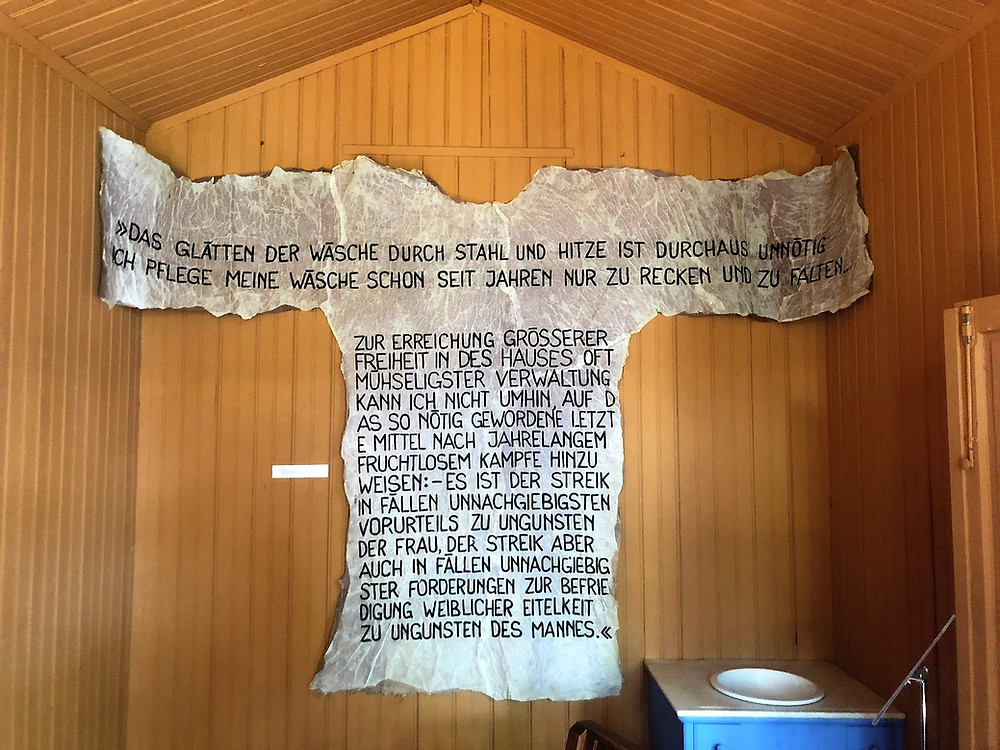 »DAS GLÄTTEN DER WÄSCHE DURCH STAHL UND HITZE IST DURCHAUS UNNÖTIG
ICH PFLEGE MEINE WÄSCHE SCHON SEIT JAHREN NUR ZU RECKEN UND ZU FALTEN...
ZUR ERREICHUNG GRÖSSERER
FREIHEIT IN DES HAUSES OFT
MÜHSELIGSTER VERWALTUNG
KANN ICH NICHT UMHIN, AUF D
AS SO NÖTIG GEWORDENE LETZT
E MITTEL NACH JAHRELANGEM
FRUCHTLOSEM KAMPFE HINZU
WEISEN:-ES IST DER STREIK
IN FÄLLEN UNNACHGIEBIGSTEN
VORURTEILS ZU UNGUNSTEN
DER FRAU, DER STREIK ABER
AUCH IN FÄLLEN UNNACHGIEBIG
STER FORDERUNGEN ZUR BEFRIE
DIGUNG WEIBLICHER EITELKEIT
ZU UNGUNSTEN DES MANNES.«